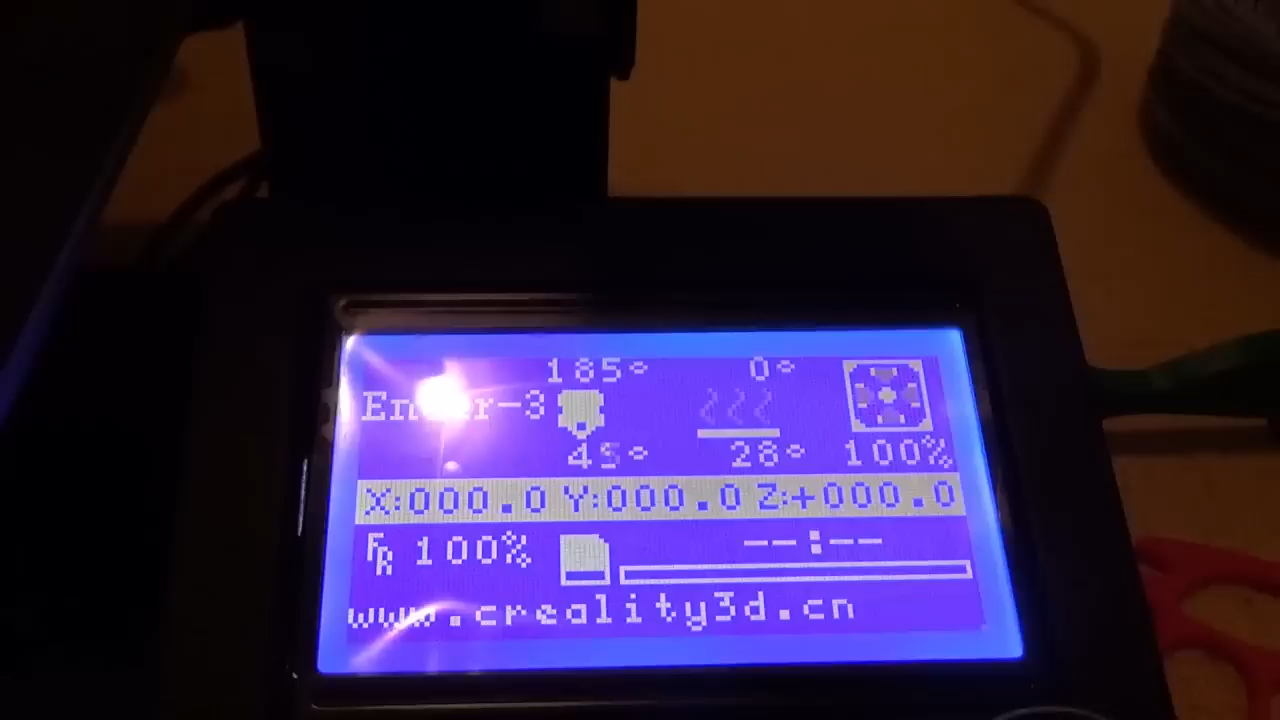 185° 0°
Ender-3
45° 28° 100%
X:000.0 Y:000.0 Z:+000.0
FR 100% --:--
www.creality3d.cn